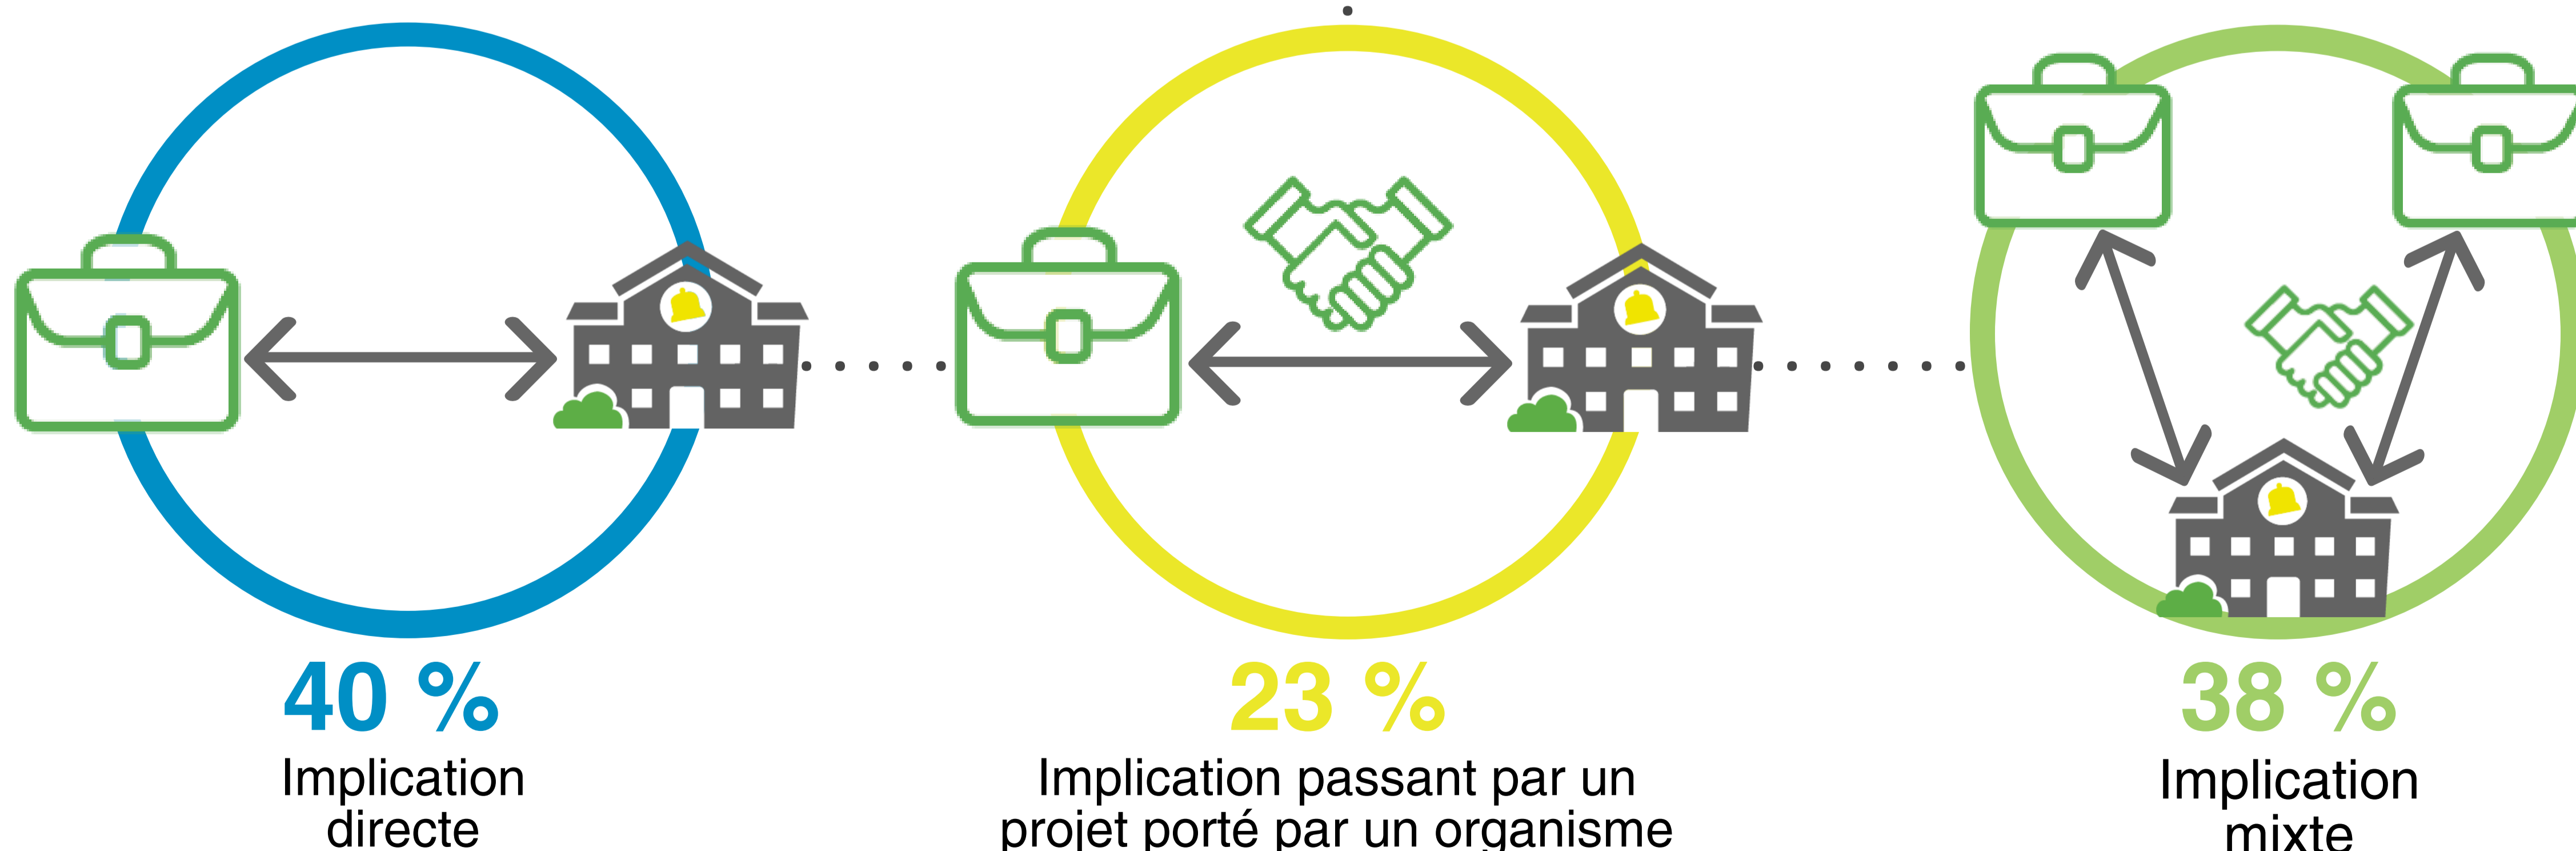 40 %
Implication
directe
23 %
Implication passant par un
projet porté par un organisme
38 %
Implication
mixte